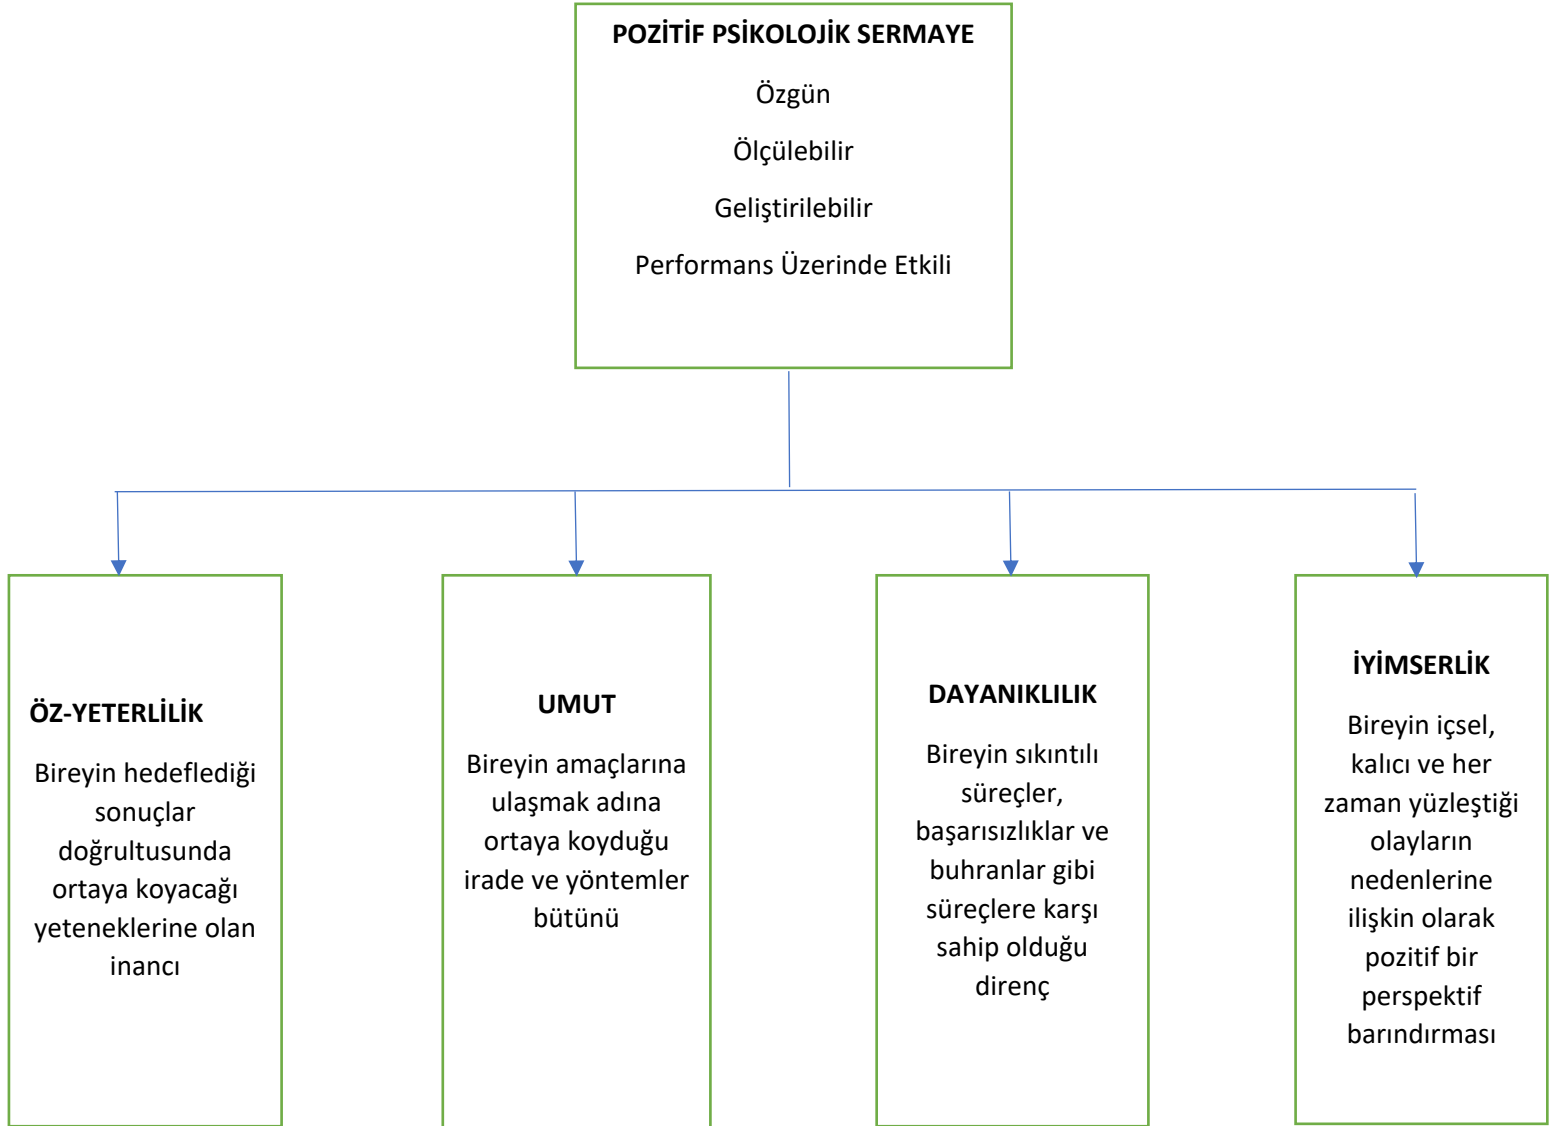 POZİTİF PSİKOLOJİK SERMAYE
Özgün
Ölçülebilir
Geliştirilebilir
Performans Üzerinde Etkili
ÖZ-YETERLİLİK
Bireyin hedeflediği
sonuçlar
doğrultusunda
ortaya koyacağı
yeteneklerine olan
inancı
UMUT
Bireyin amaçlarına
ulaşmak adına
ortaya koyduğu
irade ve yöntemler
bütünü
DAYANIKLILIK
Bireyin sıkıntılı
süreçler,
başarısızlıklar ve
buhranlar gibi
süreçlere karşı
sahip olduğu
direnç
İYİMSERLİK
Bireyin içsel,
kalıcı ve her
zaman yüzleştiği
olayların
nedenlerine
ilişkin olarak
pozitif bir
perspektif
barındırması